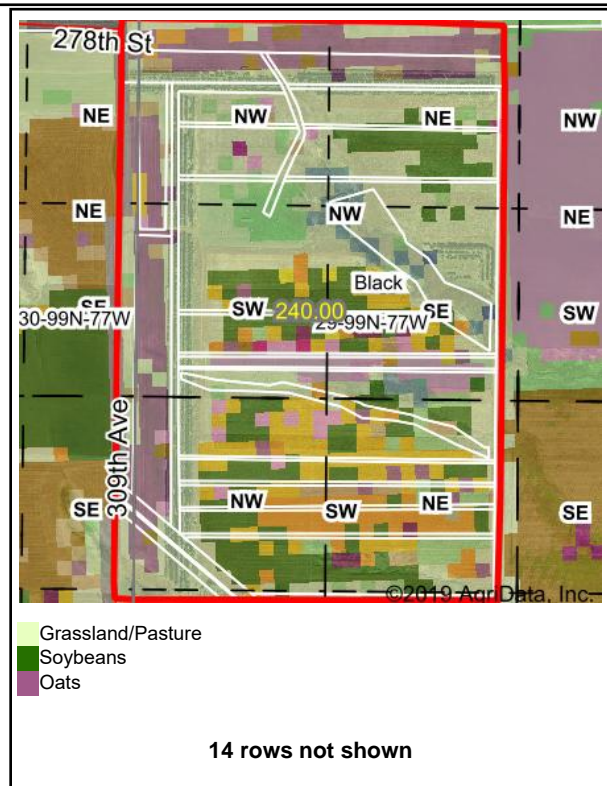 278th St
NE
NW
NE
NW
NE
NW
NE
Black
SE
30-99N-77W
SW
240.00
29-99N-77W
SE
SW
309th Ave
SE
NW
SW
NE
SE
©2019 AgriData, Inc.
Grassland/Pasture
Soybeans
Oats
14 rows not shown